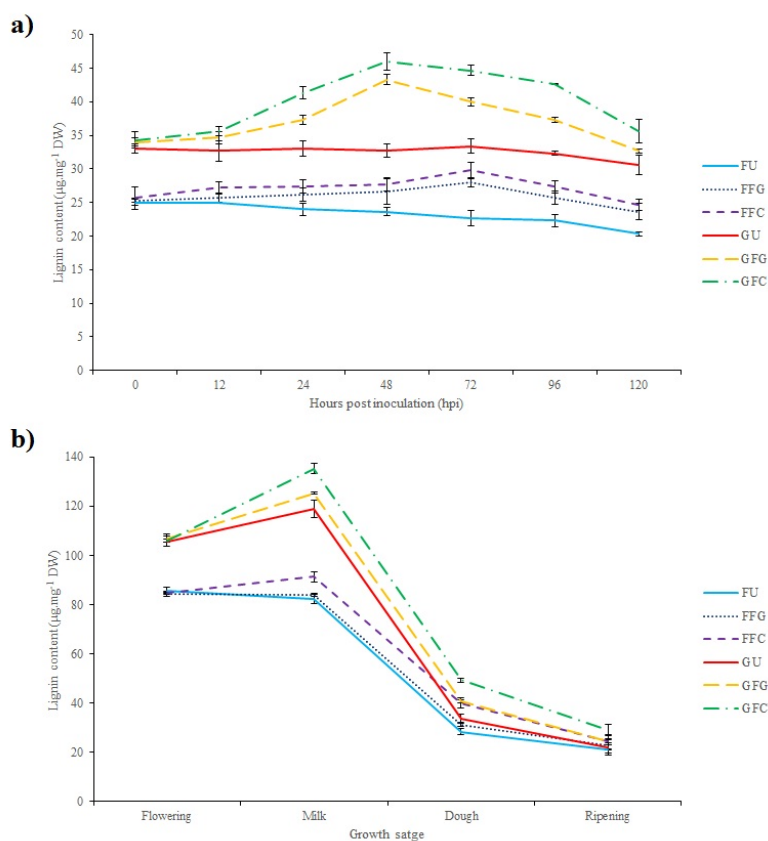 a)
50
45
40
35
30
25
20
15
10
5
0
Lignin content (µg.mg-1 DW)
0 12 24 48 72 96 120
Hours post inoculation (hpi)
FU
FFG
FFC
GU
GFG
GFC
b)
140
120
100
80
60
40
20
0
Lignin content (µg.mg-1 DW)
Flowering Milk Dough Ripening
Growth satge
FU
FFG
FFC
GU
GFG
GFC